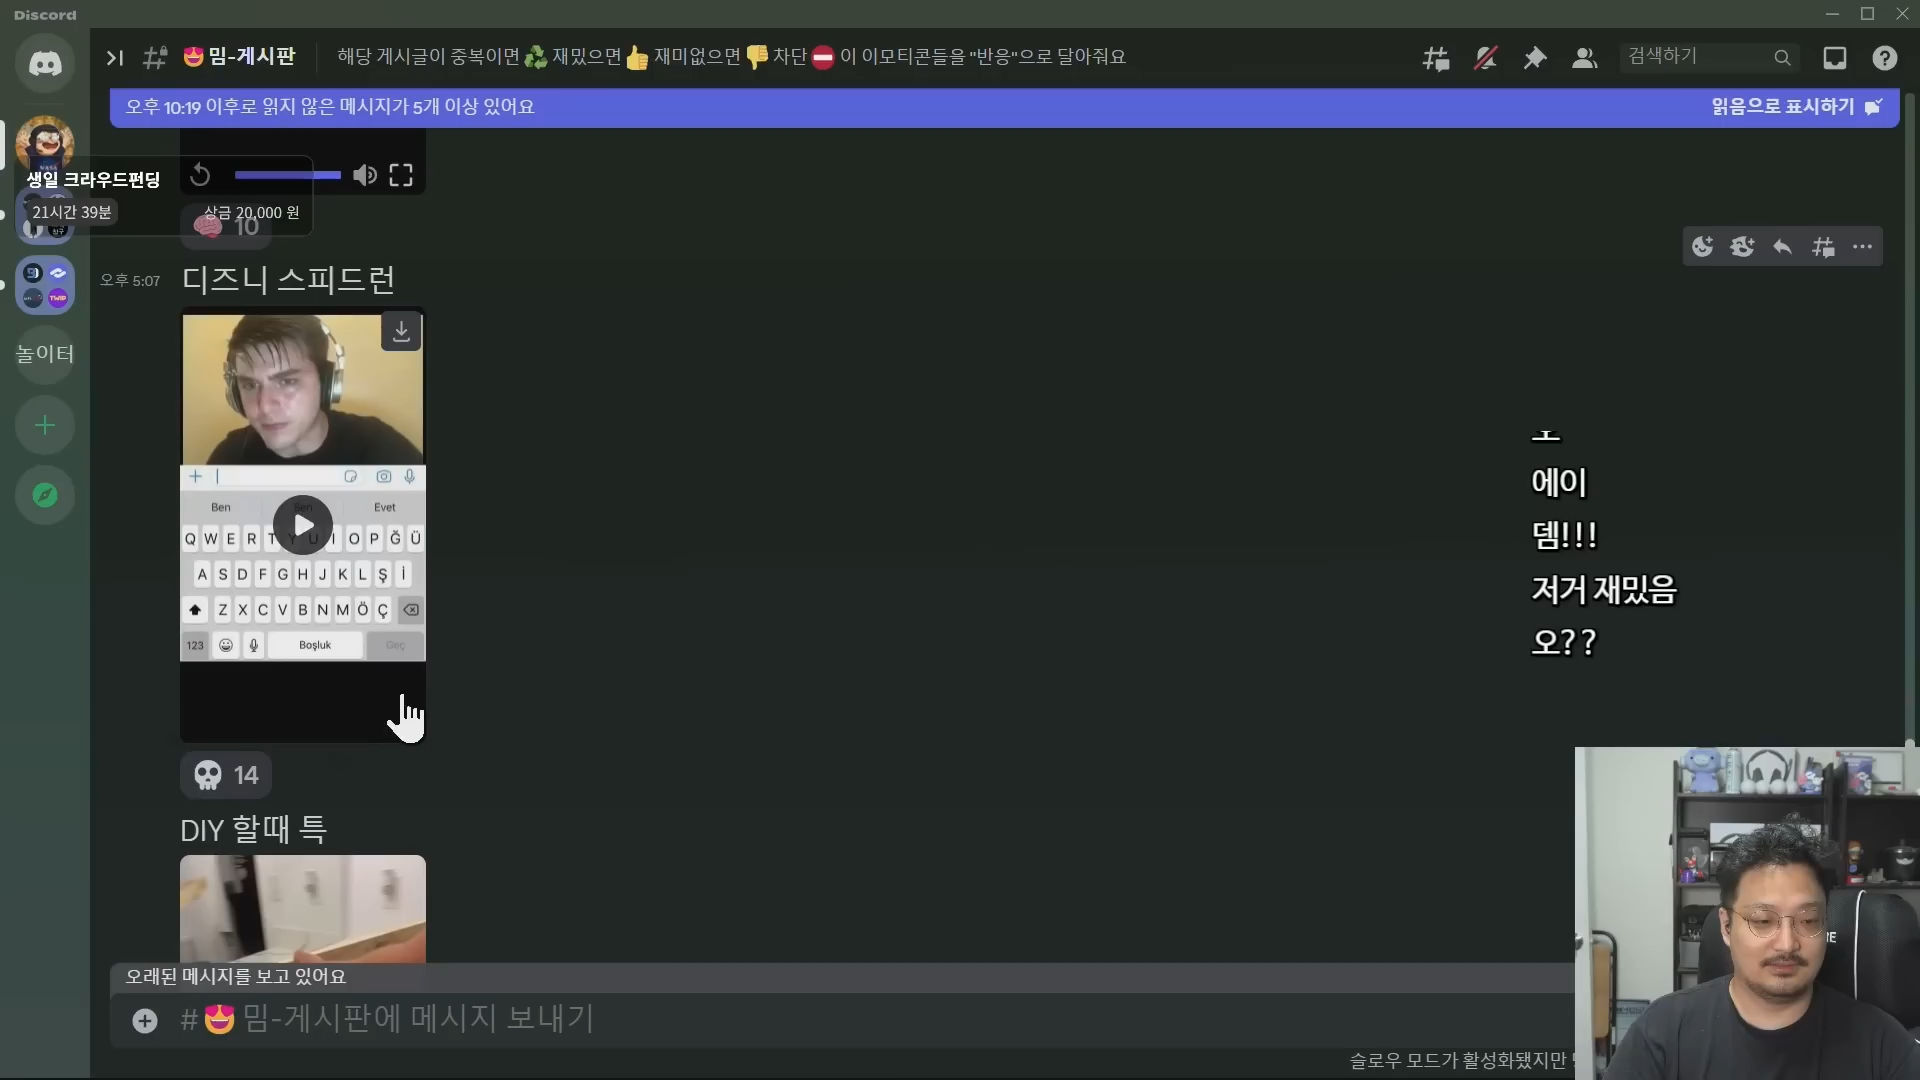 Discord
밈-게시판
해당 게시글이 중복이면 재밌으면 재미없으면 차단 이 이모티콘들을 "반응"으로 달아줘요
검색하기
오후 10:19 이후로 읽지 않은 메시지가 5개 이상 있어요
읽음으로 표시하기
생일 크라우드펀딩
21시간 39분
상금 20,000 원
10
오후 5:07
디즈니 스피드런
에이
뎀!!!
저거 재밌음
오??
놀이터
TWIP
Ben
Sen
Evet
Q W E R T Y U I O P Ğ Ü
A S D F G H J K L Ş İ
Z X C V B N M Ö Ç
123
Boşluk
Geç
14
DIY 할때 특
오래된 메시지를 보고 있어요
# 밈-게시판에 메시지 보내기
슬로우 모드가 활성화됐지만